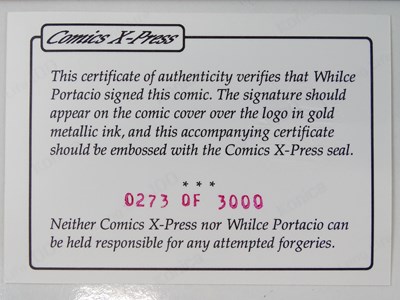 Comics X-Press
This certificate of authenticity verifies that Whilce
Portacio signed this comic. The signature should
appear on the comic cover over the logo in gold
metallic ink, and this accompanying certificate
should be embossed with the Comics X-Press seal.
* * *
0273 OF 3000
Neither Comics X-Press nor Whilce Portacio can
be held responsible for any attempted forgeries.